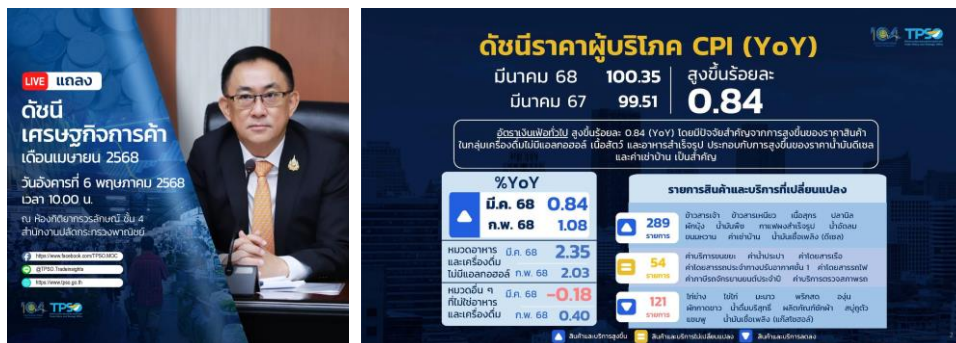 LIVE แถลง
ดัชนี
เศรษฐกิจการค้า
เดือนเมษายน 2568
วันอังคารที่ 6 พฤษภาคม 2568
เวลา 10.00 น.
ณ ห้องกิติยากรวรลักษณ์ ชั้น 4
สำนักงานปลัดกระทรวงพาณิชย์
https://www.facebook.com/TPSO.MOC
@TPSO.Tradeinsights
https://www.tpso.go.th
104 TPSO
104 TPSO
ดัชนีราคาผู้บริโภค CPI (YoY)
มีนาคม 68 100.35
มีนาคม 67 99.51
สูงขึ้นร้อยละ
0.84
อัตราเงินเฟ้อทั่วไป สูงขึ้นร้อยละ 0.84 (YoY) โดยมีปัจจัยสำคัญจากการสูงขึ้นของราคาสินค้า
ในกลุ่มเครื่องดื่มไม่มีแอลกอฮอล์ เนื้อสัตว์ และอาหารสำเร็จรูป ประกอบกับการสูงขึ้นของราคาน้ำมันดีเซล
และค่าเช่าบ้าน เป็นสำคัญ
%YoY
มี.ค. 68 0.84
ก.พ. 68 1.08
หมวดอาหาร
และเครื่องดื่ม
ไม่มีแอลกอฮอล์
มี.ค. 68 2.35
ก.พ. 68 2.03
หมวดอื่น ๆ
ที่ไม่ใช่อาหาร
และเครื่องดื่ม
มี.ค. 68 -0.18
ก.พ. 68 0.40
รายการสินค้าและบริการที่เปลี่ยนแปลง
289
รายการ
ข้าวสารเจ้า ข้าวสารเหนียว เนื้อสุกร ปลานิล
ผักบุ้ง น้ำมันพืช กาแฟผงสำเร็จรูป น้ำอัดลม
ขนมหวาน ค่าเช่าบ้าน น้ำมันเชื้อเพลิง (ดีเซล)
54
รายการ
ค่าบริการขนขยะ ค่าน้ำประปา ค่าโดยสารเรือ
ค่าโดยสารรถประจำทางปรับอากาศชั้น 1 ค่าโดยสารรถไฟ
ค่าภาษีรถจักรยานยนต์ประจำปี ค่าบริการตรวจสภาพรถ
121
รายการ
ไก่ย่าง ไข่ไก่ มะนาว พริกสด องุ่น
ผักกาดขาว น้ำดื่มบริสุทธิ์ ผลิตภัณฑ์ซักผ้า สบู่ถูตัว
แชมพู น้ำมันเชื้อเพลิง (แก๊สโซฮอล์)
สินค้าและบริการสูงขึ้น สินค้าและบริการไม่เปลี่ยนแปลง สินค้าและบริการลดลง